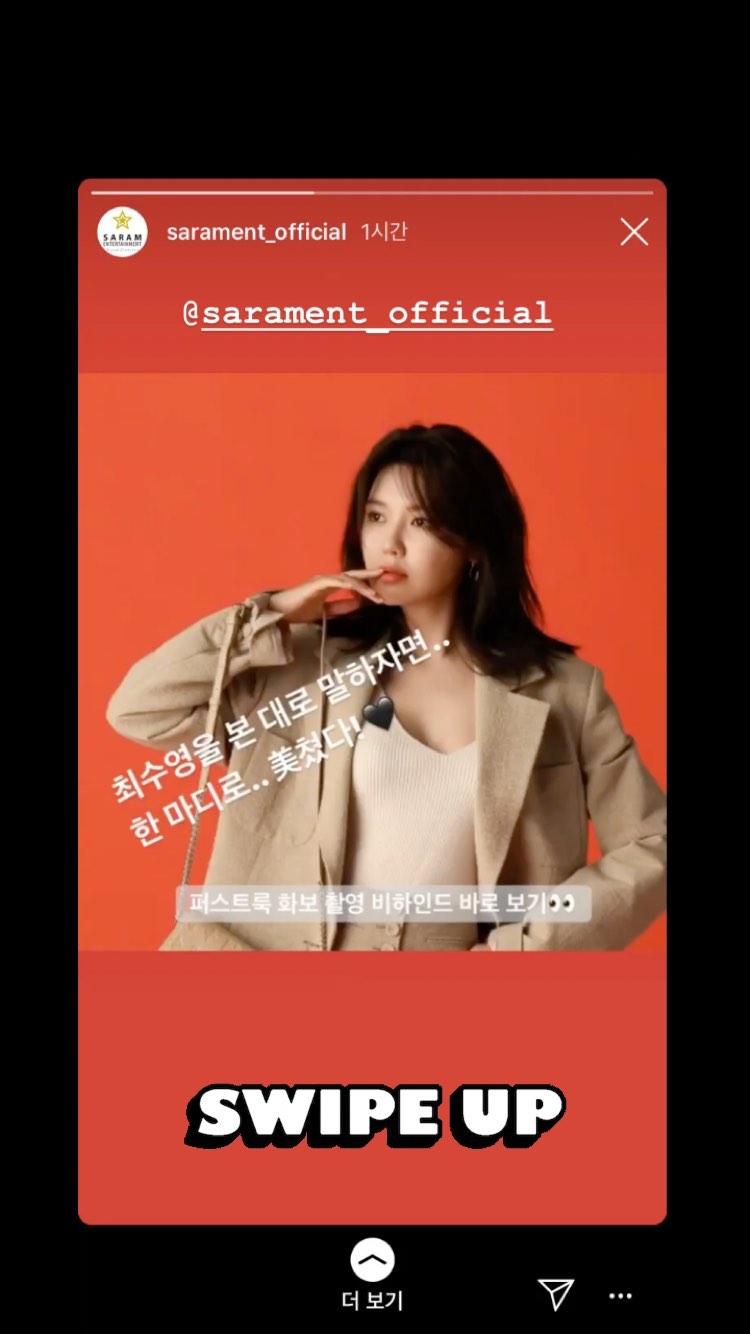 SARAM
ENTERTAINMENT
sarament_official 1시간
@sarament_official
최수영을 본 대로 말하자면..
한 마디로.. 美쳤다!🖤
퍼스트룩 화보 촬영 비하인드 바로 보기👀
SWIPE UP
더 보기